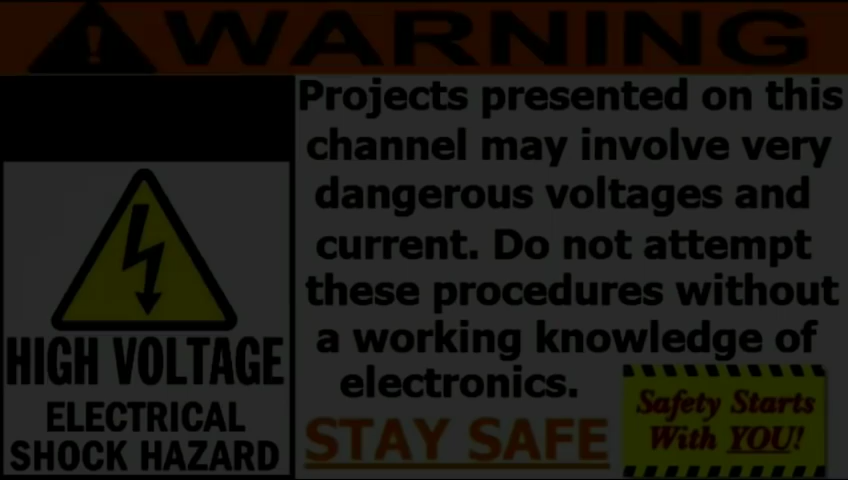 WARNING
Projects presented on this
channel may involve very
dangerous voltages and
current. Do not attempt
these procedures without
a working knowledge of
electronics.
STAY SAFE
HIGH VOLTAGE
ELECTRICAL
SHOCK HAZARD
Safety Starts
With YOU!